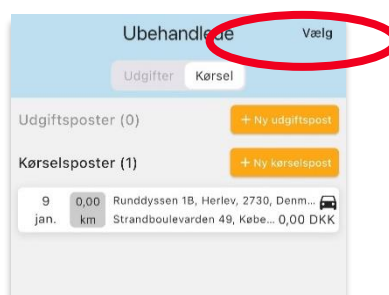 Ubehandlede Vælg
Udgifter Kørsel
Udgiftsposter (0) + Ny udgiftspost
Kørselsposter (1) + Ny kørselspost
9 0,00 Runddyssen 1B, Herlev, 2730, Denm...
jan. km Strandboulevarden 49, Købe... 0,00 DKK